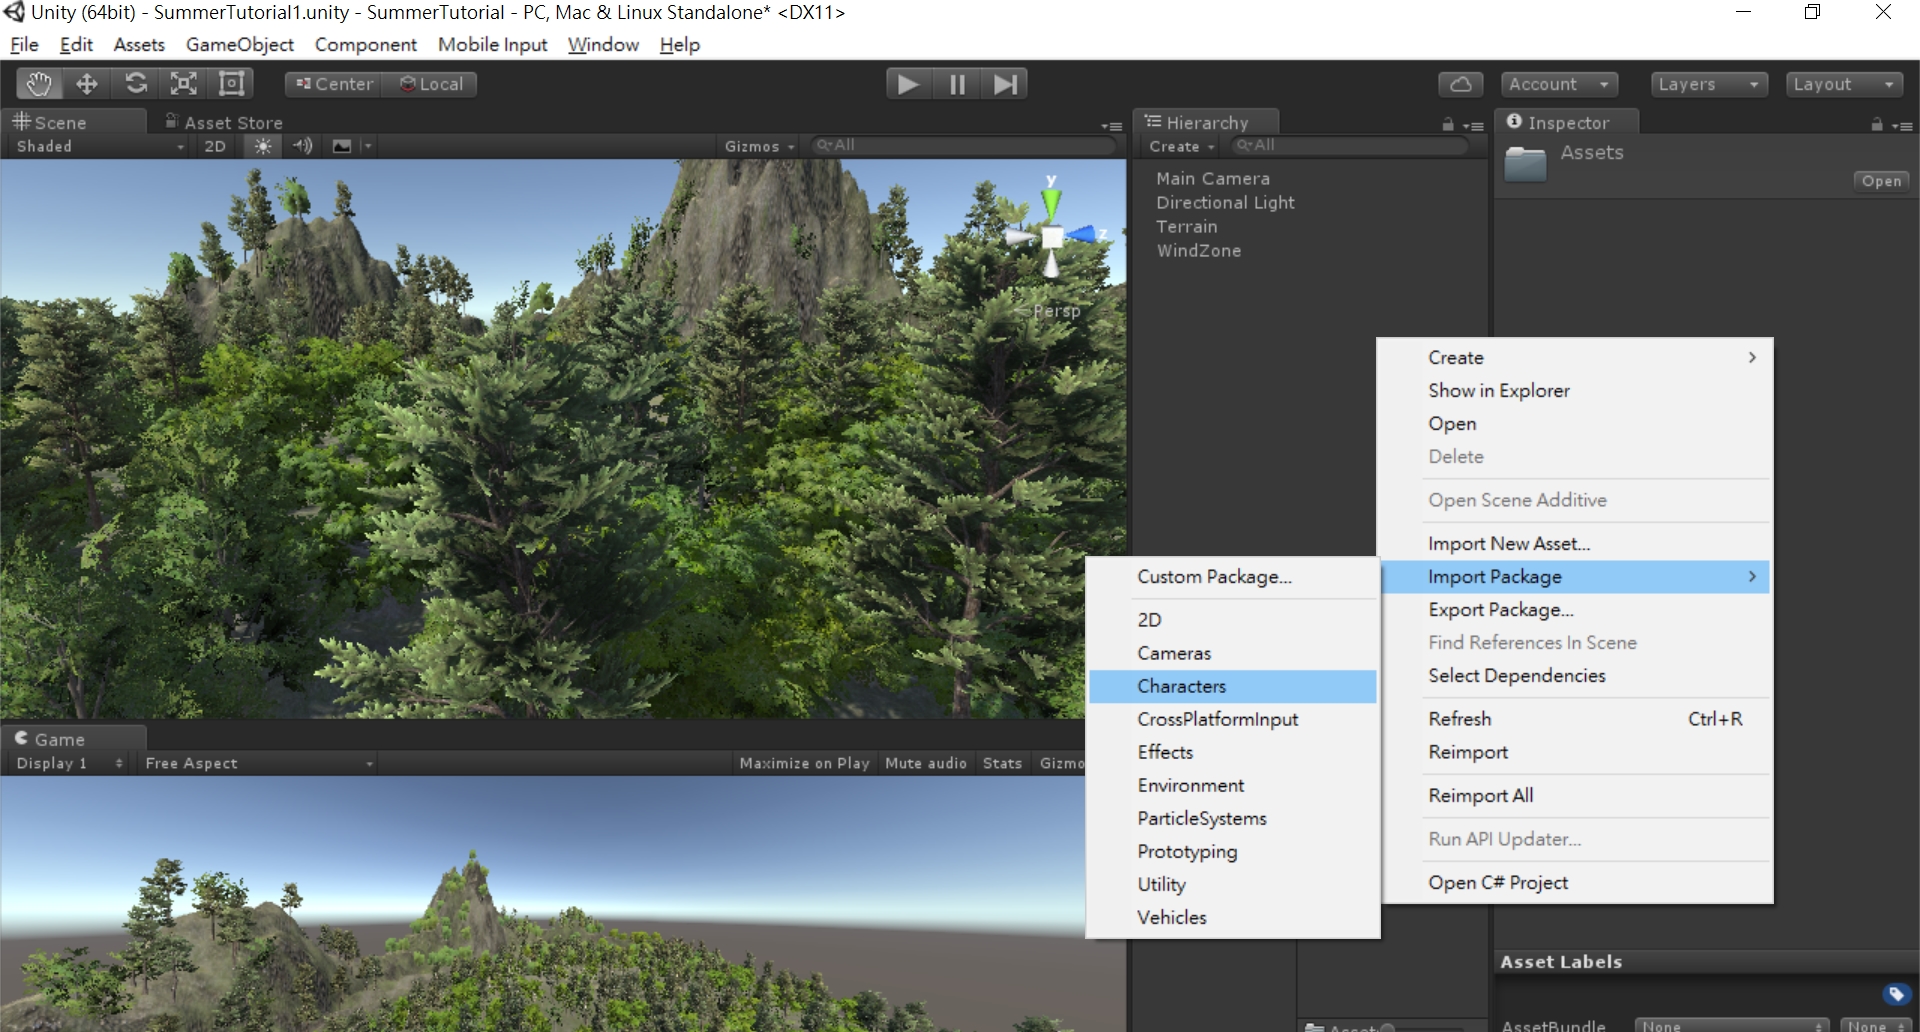 Unity (64bit) - SummerTutorial1.unity - SummerTutorial - PC, Mac & Linux Standalone* <DX11>
File Edit Assets GameObject Component Mobile Input Window Help
Center Local Account Layers Layout
Scene Asset Store
Shaded 2D Gizmos All
y
z
Persp
Hierarchy
Create All
Main Camera
Directional Light
Terrain
WindZone
Inspector
Assets
Open
Create
Show in Explorer
Open
Delete
Open Scene Additive
Import New Asset...
Import Package
Export Package...
Find References In Scene
Select Dependencies
Refresh Ctrl+R
Reimport
Reimport All
Run API Updater...
Open C# Project
Custom Package...
2D
Cameras
Characters
CrossPlatformInput
Effects
Environment
ParticleSystems
Prototyping
Utility
Vehicles
Game
Display 1 Free Aspect Maximize on Play Mute audio Stats Gizmo
Asset Labels
AssetBundle None None